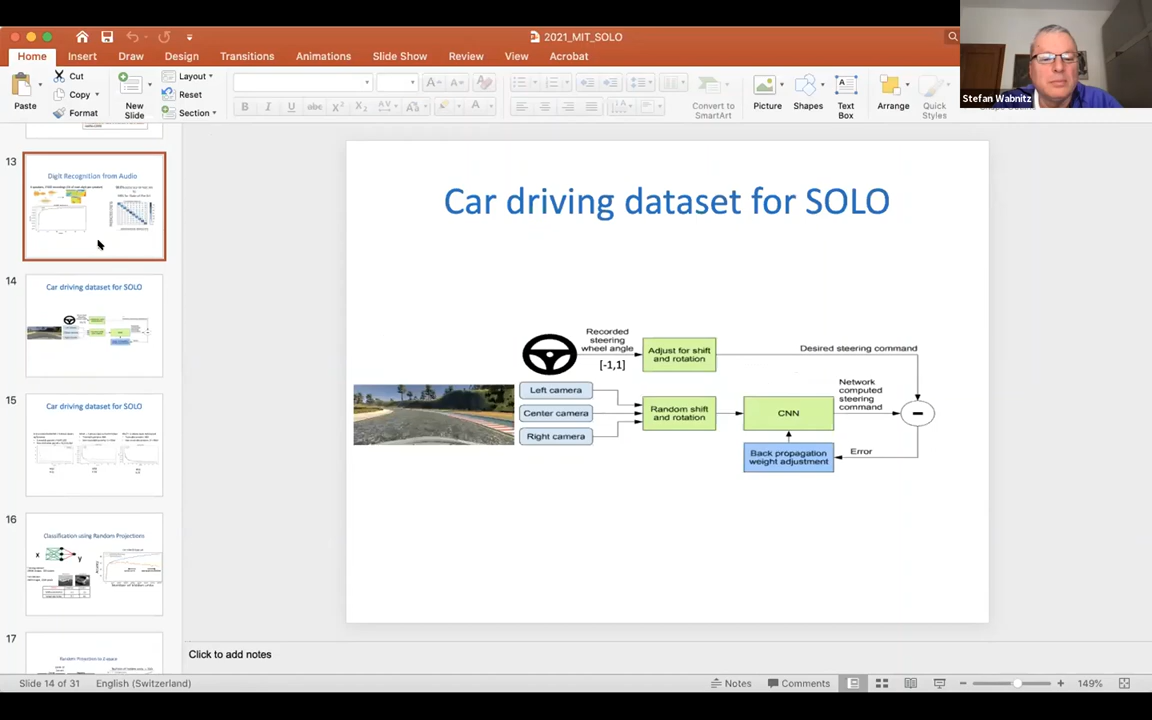 2021_MIT_SOLO
Home Insert Draw Design Transitions Animations Slide Show Review View Acrobat
Paste
Cut
Copy
Format
New
Slide
Layout
Reset
Section
Convert to
SmartArt
Picture
Shapes
Text
Box
Arrange
Quick
Styles
Stefan Wabnitz
13
Digit Recognition from Audio
14
Car driving dataset for SOLO
15
Car driving dataset for SOLO
16
Classification using Random Projections
x
y
17
Car driving dataset for SOLO
Recorded
steering
wheel angle
[-1,1]
Adjust for shift
and rotation
Desired steering command
Left camera
Center camera
Right camera
Random shift
and rotation
CNN
Network
computed
steering
command
-
Back propagation
weight adjustment
Error
Click to add notes
Slide 14 of 31 English (Switzerland) Notes Comments 149%